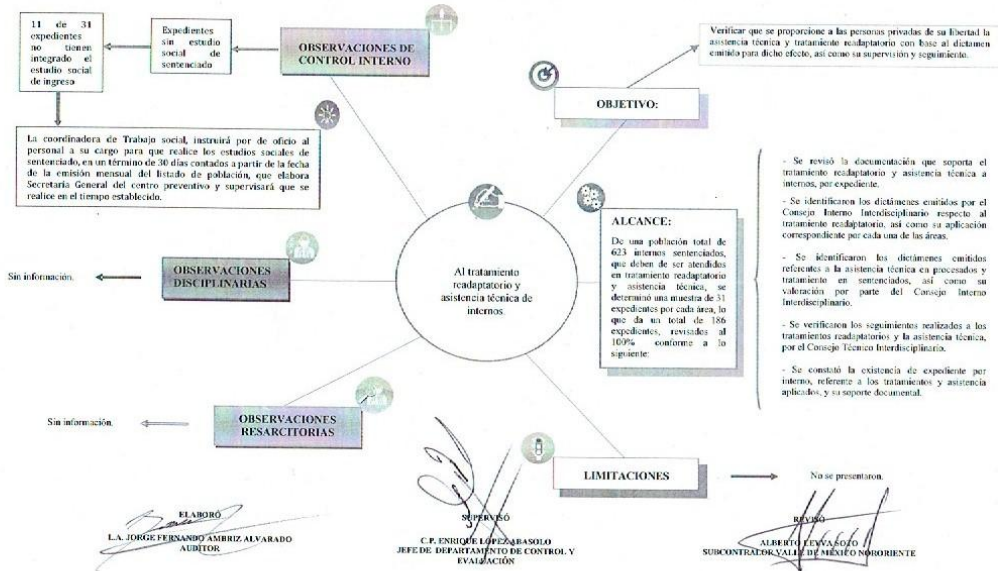 11 de 31
expedientes
no tienen
integrado el
estudio social
de ingreso
Expedientes
sin estudio
social de
sentenciado
OBSERVACIONES DE
CONTROL INTERNO
La coordinadora de Trabajo social, instruirá por de oficio al
personal a su cargo para que realice los estudios sociales de
sentenciado, en un término de 30 días contados a partir de la fecha
de la emisión mensual del listado de población, que elabora
Secretaria General del centro preventivo y supervisará que se
realice en el tiempo establecido.
Verificar que se proporcione a las personas privadas de su libertad la
asistencia técnica y tratamiento readaptatorio con base al dictamen
emitido para dicho efecto, así como su supervisión y seguimiento.
OBJETIVO:
Al tratamiento
readaptatorio y
asistencia técnica de
internos.
ALCANCE:
De una población total de
623 internos sentenciados,
que deben de ser atendidos
en tratamiento readaptatorio
y asistencia técnica, se
determinó una muestra de 31
expedientes por cada área, lo
que da un total de 186
expedientes, revisados al
100% conforme a lo
siguiente:
- Se revisó la documentación que soporta el
tratamiento readaptatorio y asistencia técnica a
internos, por expediente.
- Se identificaron los dictámenes emitidos por el
Consejo Interno Interdisciplinario respecto al
tratamiento readaptatorio, así como su aplicación
correspondiente por cada una de las áreas.
- Se identificaron los dictámenes emitidos
referentes a la asistencia técnica en procesados y
tratamiento en sentenciados, así como su
valoración por parte del Consejo Interno
Interdisciplinario.
- Se verificaron los seguimientos realizados a los
tratamientos readaptatorios y la asistencia técnica,
por el Consejo Técnico Interdisciplinario.
- Se constató la existencia de expediente por
interno, referente a los tratamientos y asistencia
aplicados, y su soporte documental.
Sin información.
OBSERVACIONES
DISCIPLINARIAS
Sin información.
OBSERVACIONES
RESARCITORIAS
LIMITACIONES
No se presentaron.
ELABORÓ
L.A. JORGE FERNANDO AMBRIZ ALVARADO
AUDITOR
SUPERVISÓ
C.P. ENRIQUE LÓPEZ ABASOLO
JEFE DE DEPARTAMENTO DE CONTROL Y
EVALUACIÓN
REVISÓ
ALBERTO LEYVA SOTO
SUBCONTRALOR VALLE DE MÉXICO NORORIENTE